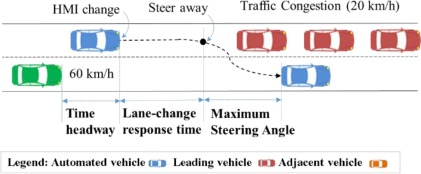 HMI change Steer away Traffic Congestion (20 km/h)
60 km/h
Time Lane-change Maximum
headway response time Steering Angle
Legend: Automated vehicle Leading vehicle Adjacent vehicle